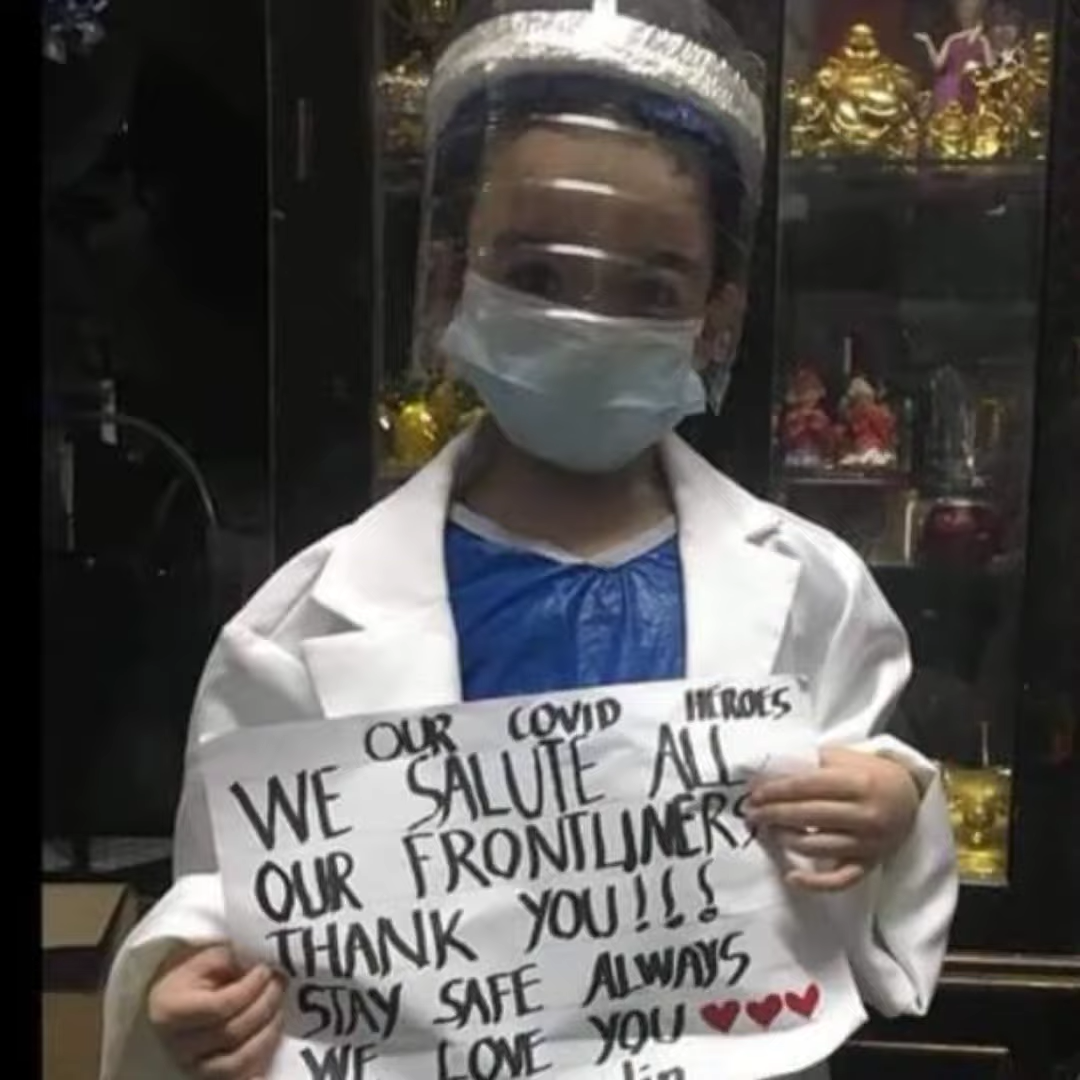 OUR COVID HEROES
WE SALUTE ALL
OUR FRONTLINERS
THANK YOU!!!
STAY SAFE ALWAYS
WE LOVE YOU ♥♥♥